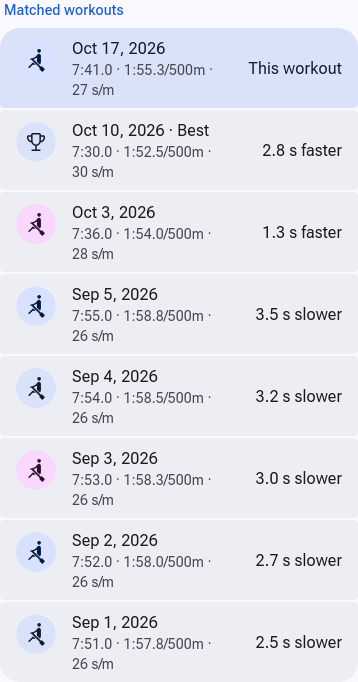 Matched workouts
Oct 17, 2026
7:41.0 · 1:55.3/500m ·
27 s/m
This workout
Oct 10, 2026 · Best
7:30.0 · 1:52.5/500m ·
30 s/m
2.8 s faster
Oct 3, 2026
7:36.0 · 1:54.0/500m ·
28 s/m
1.3 s faster
Sep 5, 2026
7:55.0 · 1:58.8/500m ·
26 s/m
3.5 s slower
Sep 4, 2026
7:54.0 · 1:58.5/500m ·
26 s/m
3.2 s slower
Sep 3, 2026
7:53.0 · 1:58.3/500m ·
26 s/m
3.0 s slower
Sep 2, 2026
7:52.0 · 1:58.0/500m ·
26 s/m
2.7 s slower
Sep 1, 2026
7:51.0 · 1:57.8/500m ·
26 s/m
2.5 s slower